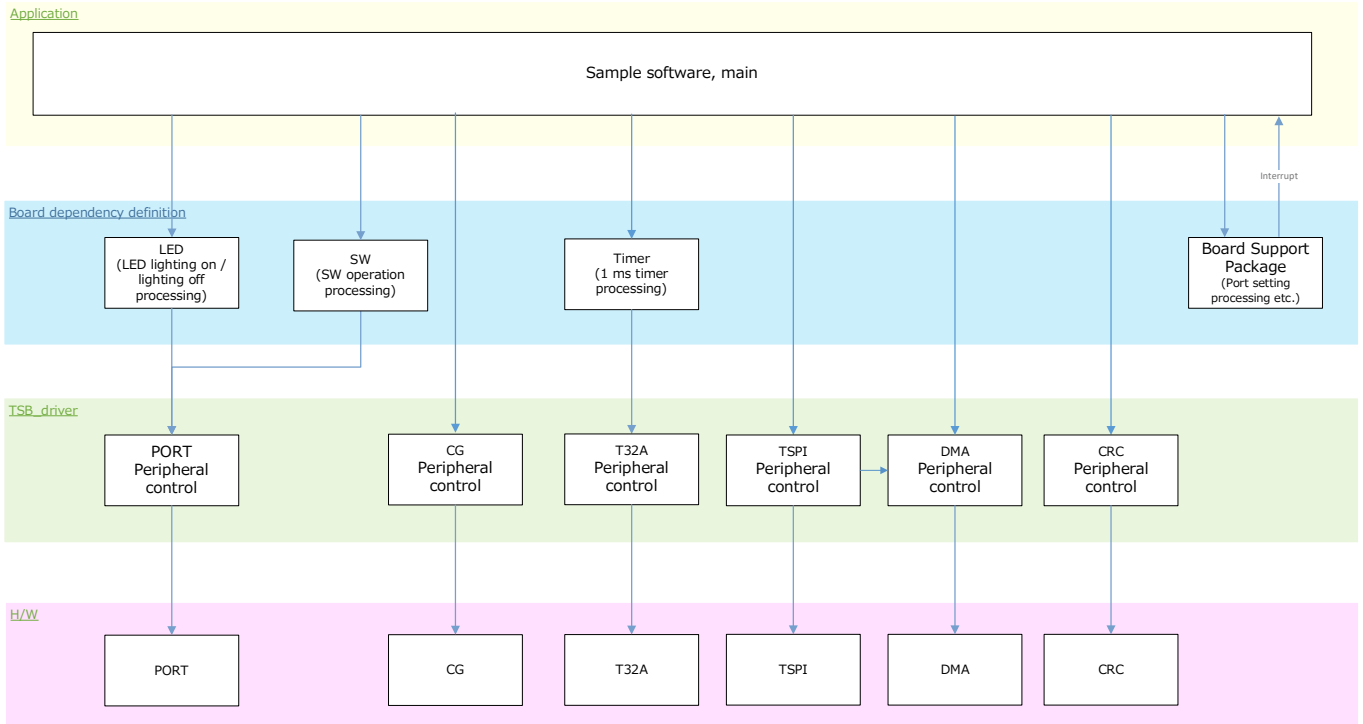 Application
Sample software, main
Interrupt
Board dependency definition
LED
(LED lighting on /
lighting off
processing)
SW
(SW operation
processing)
Timer
(1 ms timer
processing)
Board Support
Package
(Port setting
processing etc.)
TSB_driver
PORT
Peripheral
control
CG
Peripheral
control
T32A
Peripheral
control
TSPI
Peripheral
control
DMA
Peripheral
control
CRC
Peripheral
control
H/W
PORT
CG
T32A
TSPI
DMA
CRC